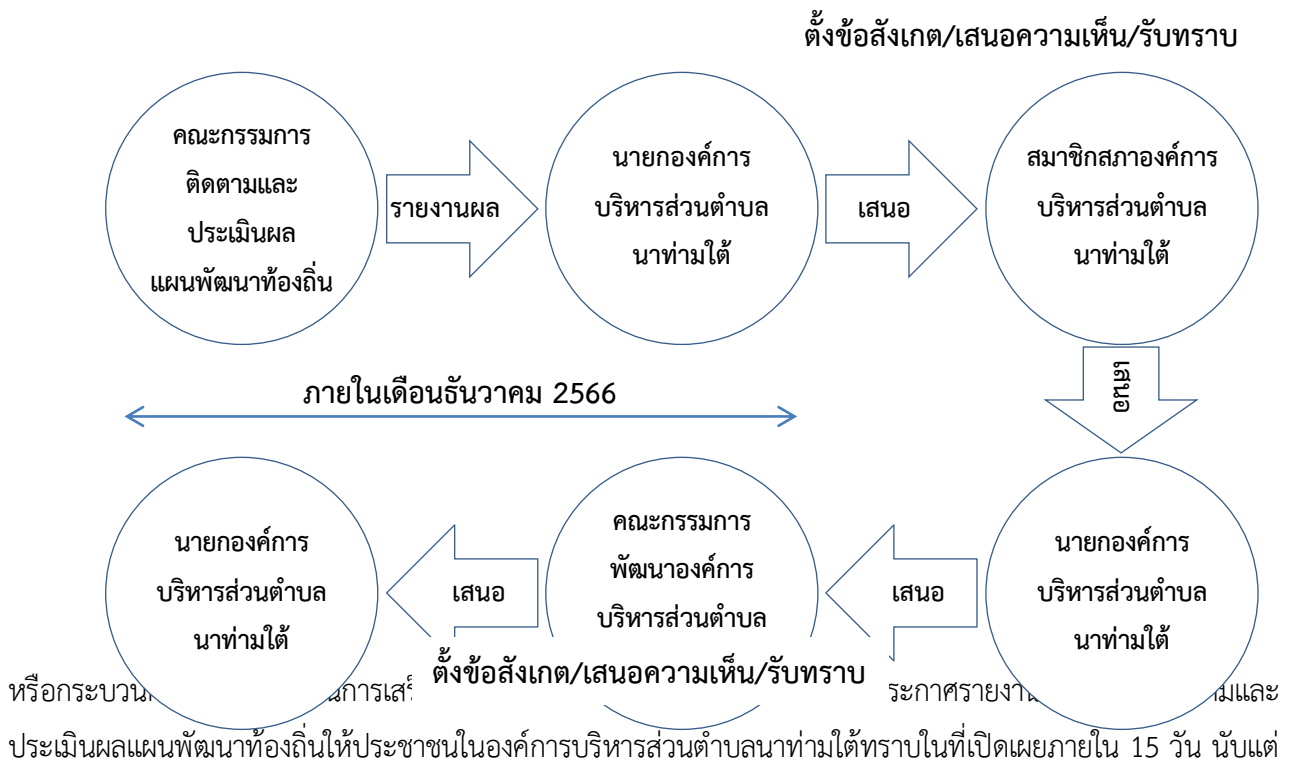 ตั้งข้อสังเกต/เสนอความเห็น/รับทราบ
คณะกรรมการ
ติดตามและ
ประเมินผล
แผนพัฒนาท้องถิ่น
รายงานผล
นายกองค์การ
บริหารส่วนตำบล
นาท่ามใต้
เสนอ
สมาชิกสภาองค์การ
บริหารส่วนตำบล
นาท่ามใต้
เสนอ
ภายในเดือนธันวาคม 2566
นายกองค์การ
บริหารส่วนตำบล
นาท่ามใต้
เสนอ
คณะกรรมการ
พัฒนาองค์การ
บริหารส่วนตำบล
เสนอ
นายกองค์การ
บริหารส่วนตำบล
นาท่ามใต้
ตั้งข้อสังเกต/เสนอความเห็น/รับทราบ
ประเมินผลแผนพัฒนาท้องถิ่นให้ประชาชนในองค์การบริหารส่วนตำบลนาท่ามใต้ทราบในที่เปิดเผยภายใน 15 วัน นับแต่